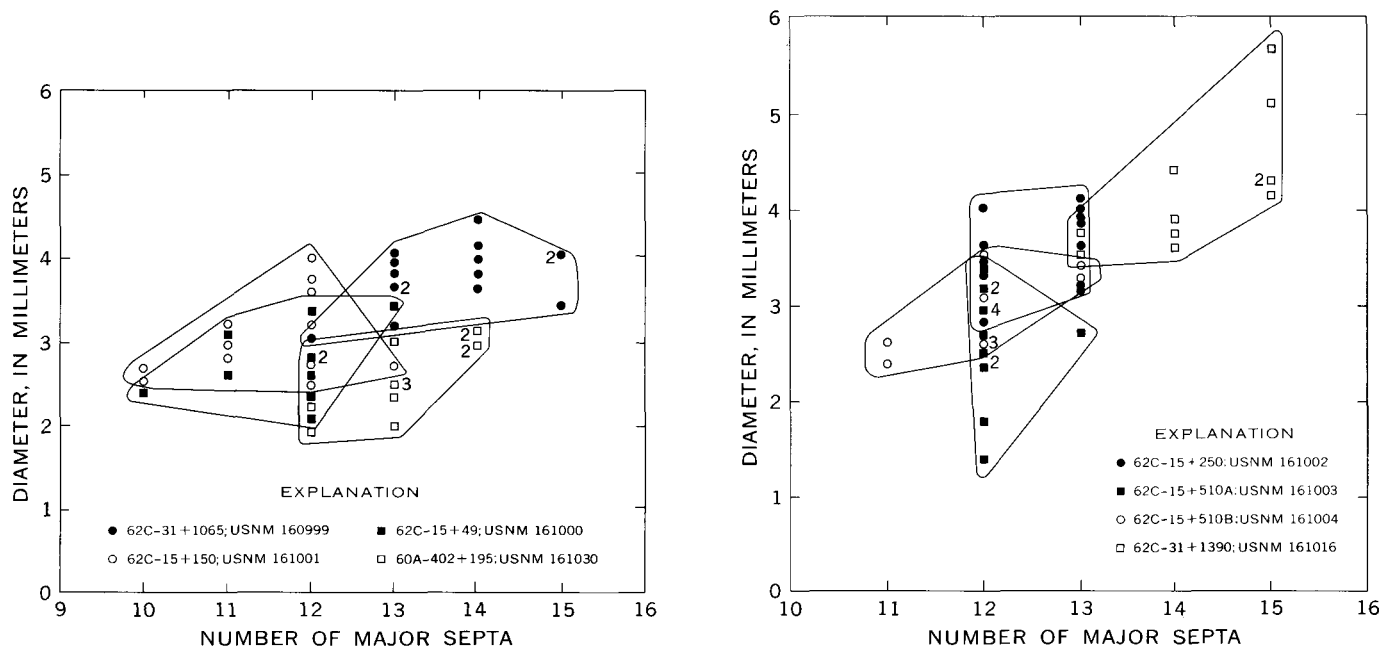 6
5
4
3
2
1
0
DIAMETER, IN MILLIMETERS
2
2
2
2
2
3
EXPLANATION
● 62C-31+1065; USNM 160999
■ 62C-15+49; USNM 161000
○ 62C-15+150; USNM 161001
□ 60A-402+195; USNM 161030
9 10 11 12 13 14 15 16
NUMBER OF MAJOR SEPTA
6
5
4
3
2
1
0
DIAMETER, IN MILLIMETERS
2
2
4
3
2
EXPLANATION
● 62C-15+250; USNM 161002
■ 62C-15+510A; USNM 161003
○ 62C-15+510B; USNM 161004
□ 62C-31+1390; USNM 161016
10 11 12 13 14 15 16
NUMBER OF MAJOR SEPTA